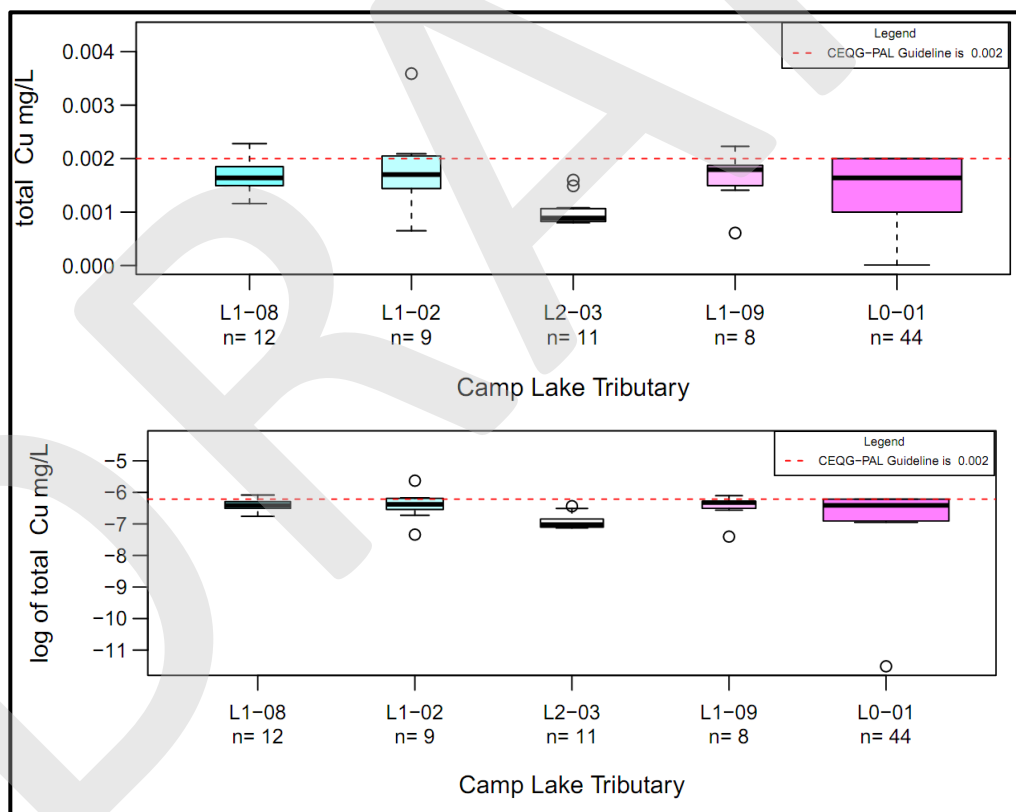 Legend
CEQG-PAL Guideline is 0.002
total Cu mg/L
0.004
0.003
0.002
0.001
0.000
L1-08 L1-02 L2-03 L1-09 L0-01
n= 12 n= 9 n= 11 n= 8 n= 44
Camp Lake Tributary
Legend
CEQG-PAL Guideline is 0.002
log of total Cu mg/L
-5
-6
-7
-8
-9
-10
-11
L1-08 L1-02 L2-03 L1-09 L0-01
n= 12 n= 9 n= 11 n= 8 n= 44
Camp Lake Tributary
DRA